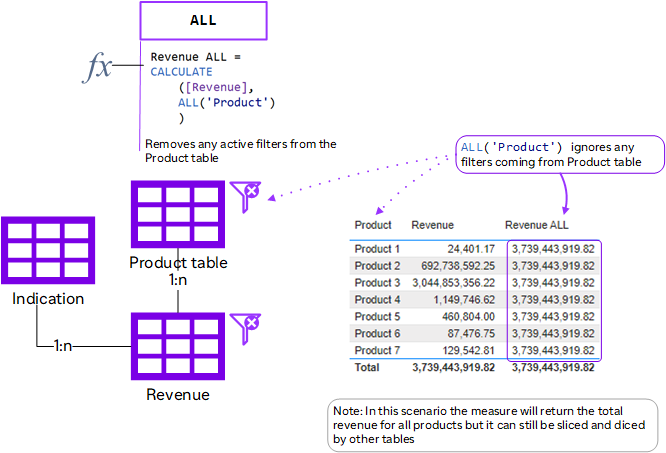 ALL
fx
Revenue ALL =
CALCULATE
([Revenue],
ALL('Product')
)
Removes any active filters from the
Product table
ALL('Product') ignores any
filters coming from Product table
Product table
1:n
Indication
1:n
Revenue
Product Revenue Revenue ALL
Product 1 24,401.17 3,739,443,919.82
Product 2 692,738,592.25 3,739,443,919.82
Product 3 3,044,853,356.22 3,739,443,919.82
Product 4 1,149,746.62 3,739,443,919.82
Product 5 460,804.00 3,739,443,919.82
Product 6 87,476.75 3,739,443,919.82
Product 7 129,542.81 3,739,443,919.82
Total 3,739,443,919.82 3,739,443,919.82
Note: In this scenario the measure will return the total
revenue for all products but it can still be sliced and diced
by other tables